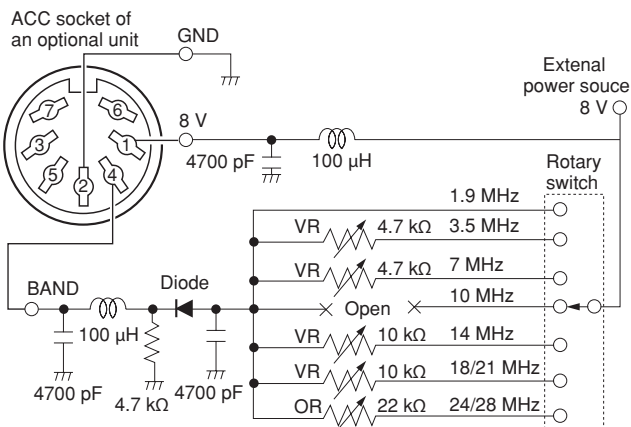 ACC socket of
an optional unit
GND
Extenal
power souce
8 V
7
6
3
1
5
4
2
8 V
4700 pF
100 µH
Rotary
switch
1.9 MHz
VR 4.7 kΩ 3.5 MHz
VR 4.7 kΩ 7 MHz
BAND
Diode
Open
10 MHz
100 µH
VR 10 kΩ 14 MHz
VR 10 kΩ 18/21 MHz
4700 pF
4.7 kΩ
4700 pF
OR 22 kΩ 24/28 MHz